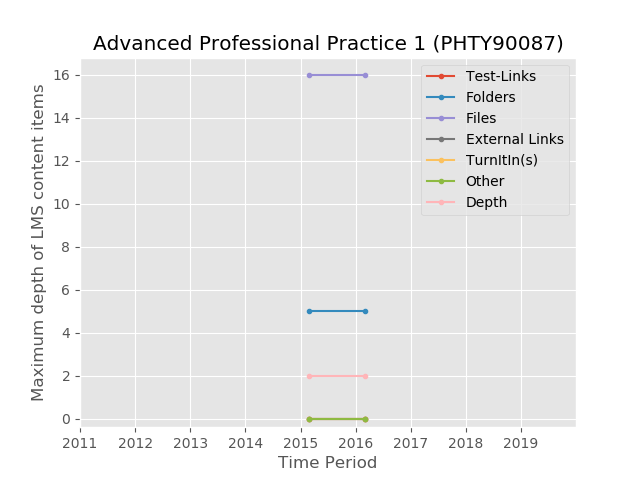 Advanced Professional Practice 1 (PHTY90087)
Maximum depth of LMS content items
16
14
12
10
8
6
4
2
0
Test-Links
Folders
Files
External Links
TurnItIn(s)
Other
Depth
2011 2012 2013 2014 2015 2016 2017 2018 2019
Time Period